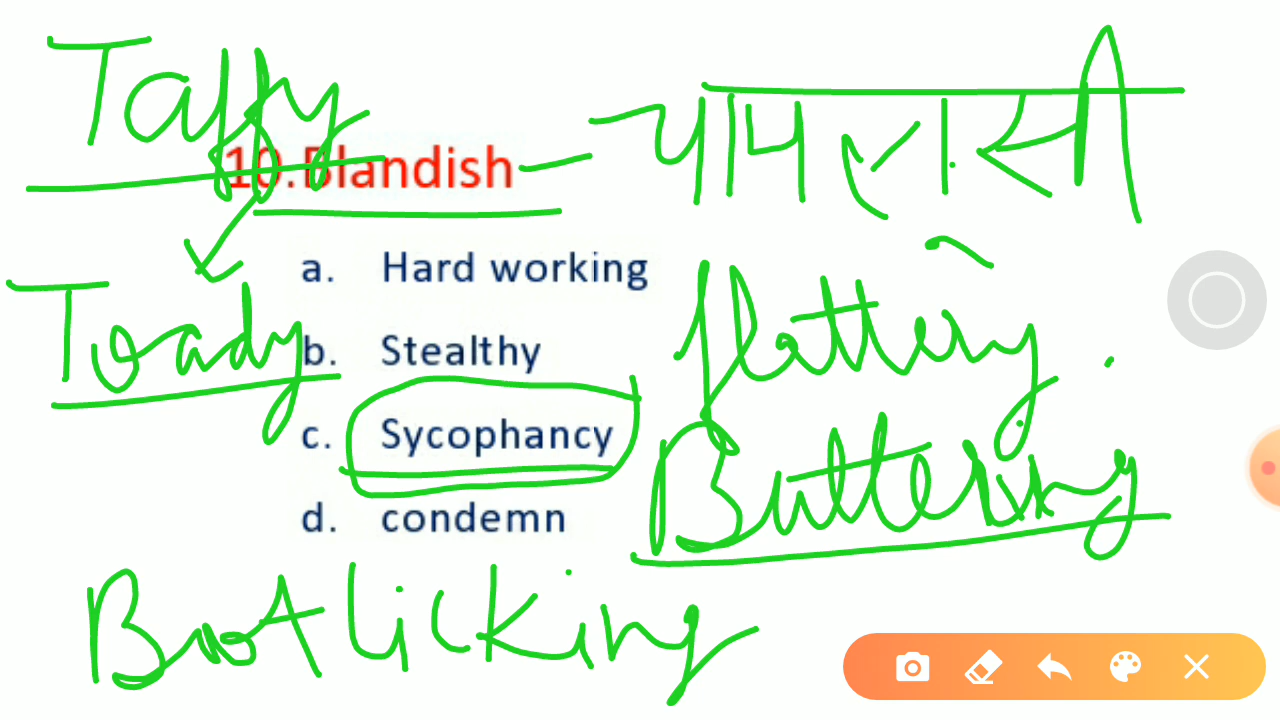 Taffy
चापलूसी
10. Blandish
a. Hard working
flattery.
Toady
b. Stealthy
c. Sycophancy
Buttering
d. condemn
Bootlicking